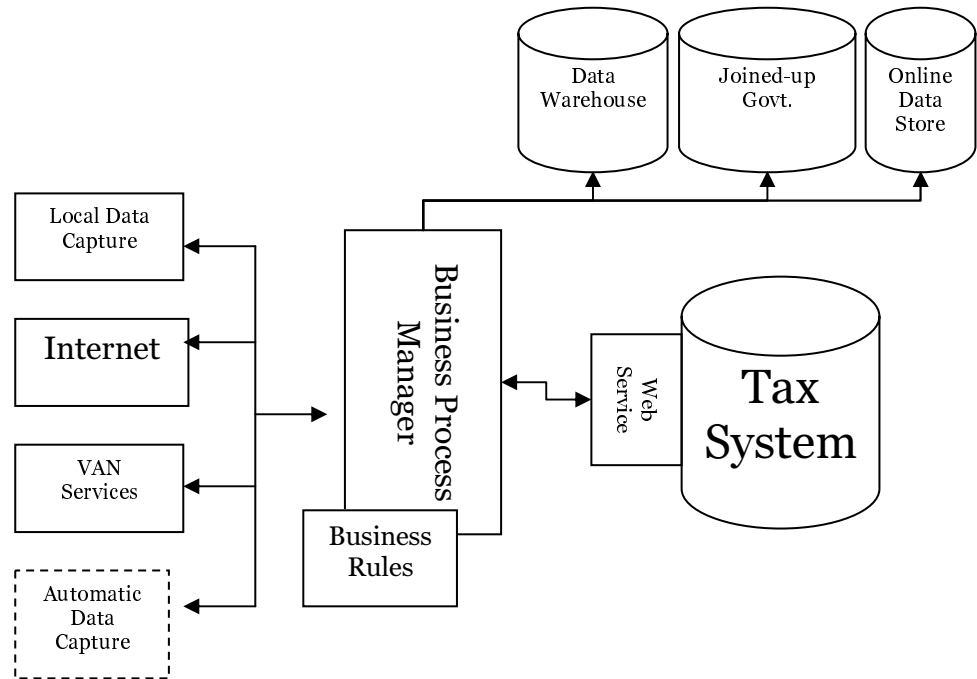 Data
Warehouse
Joined-up
Govt.
Online
Data
Store
Local Data
Capture
Internet
VAN
Services
Automatic
Data
Capture
Business Process
Manager
Business
Rules
Web
Service
Tax
System